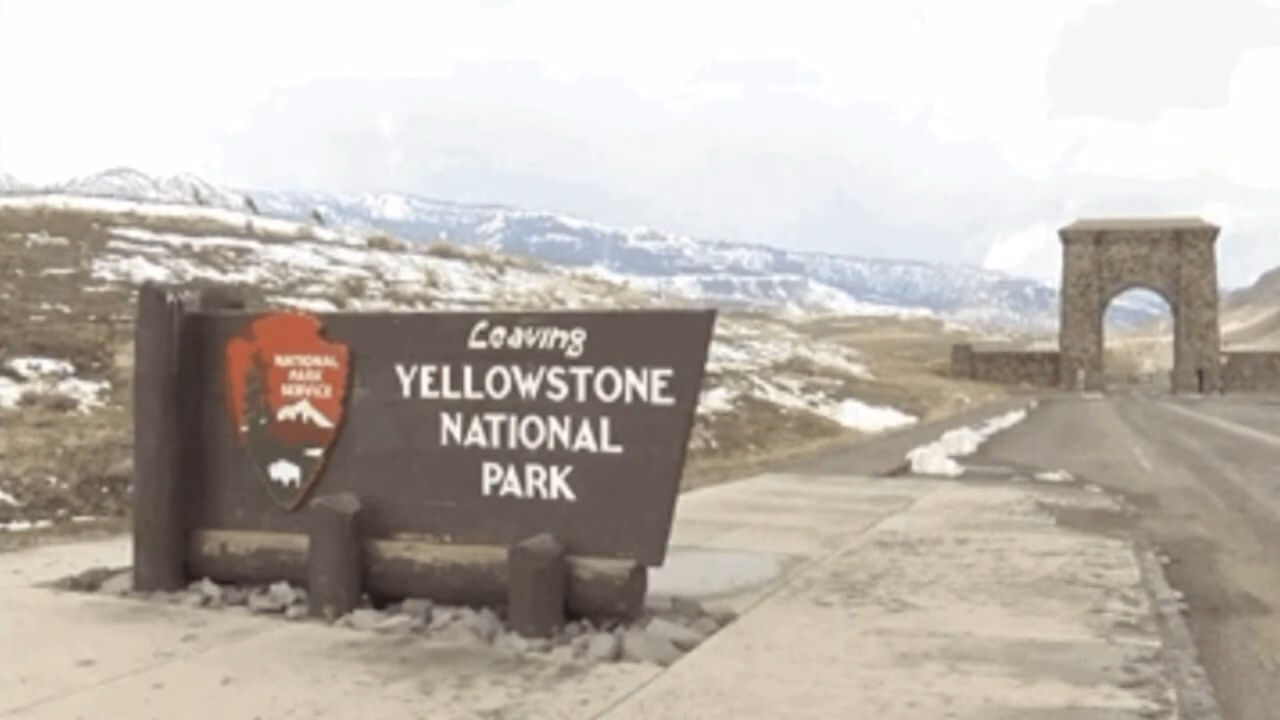 NATIONAL
PARK
SERVICE
Leaving
YELLOWSTONE
NATIONAL
PARK